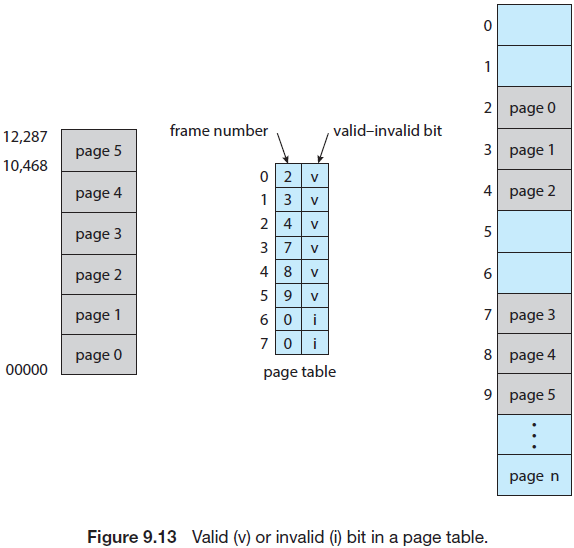 12,287
10,468
00000
page 5
page 4
page 3
page 2
page 1
page 0
frame number
valid–invalid bit
0 2 v
1 3 v
2 4 v
3 7 v
4 8 v
5 9 v
6 0 i
7 0 i
page table
0
1
2 page 0
3 page 1
4 page 2
5
6
7 page 3
8 page 4
9 page 5
page n
Figure 9.13 Valid (v) or invalid (i) bit in a page table.